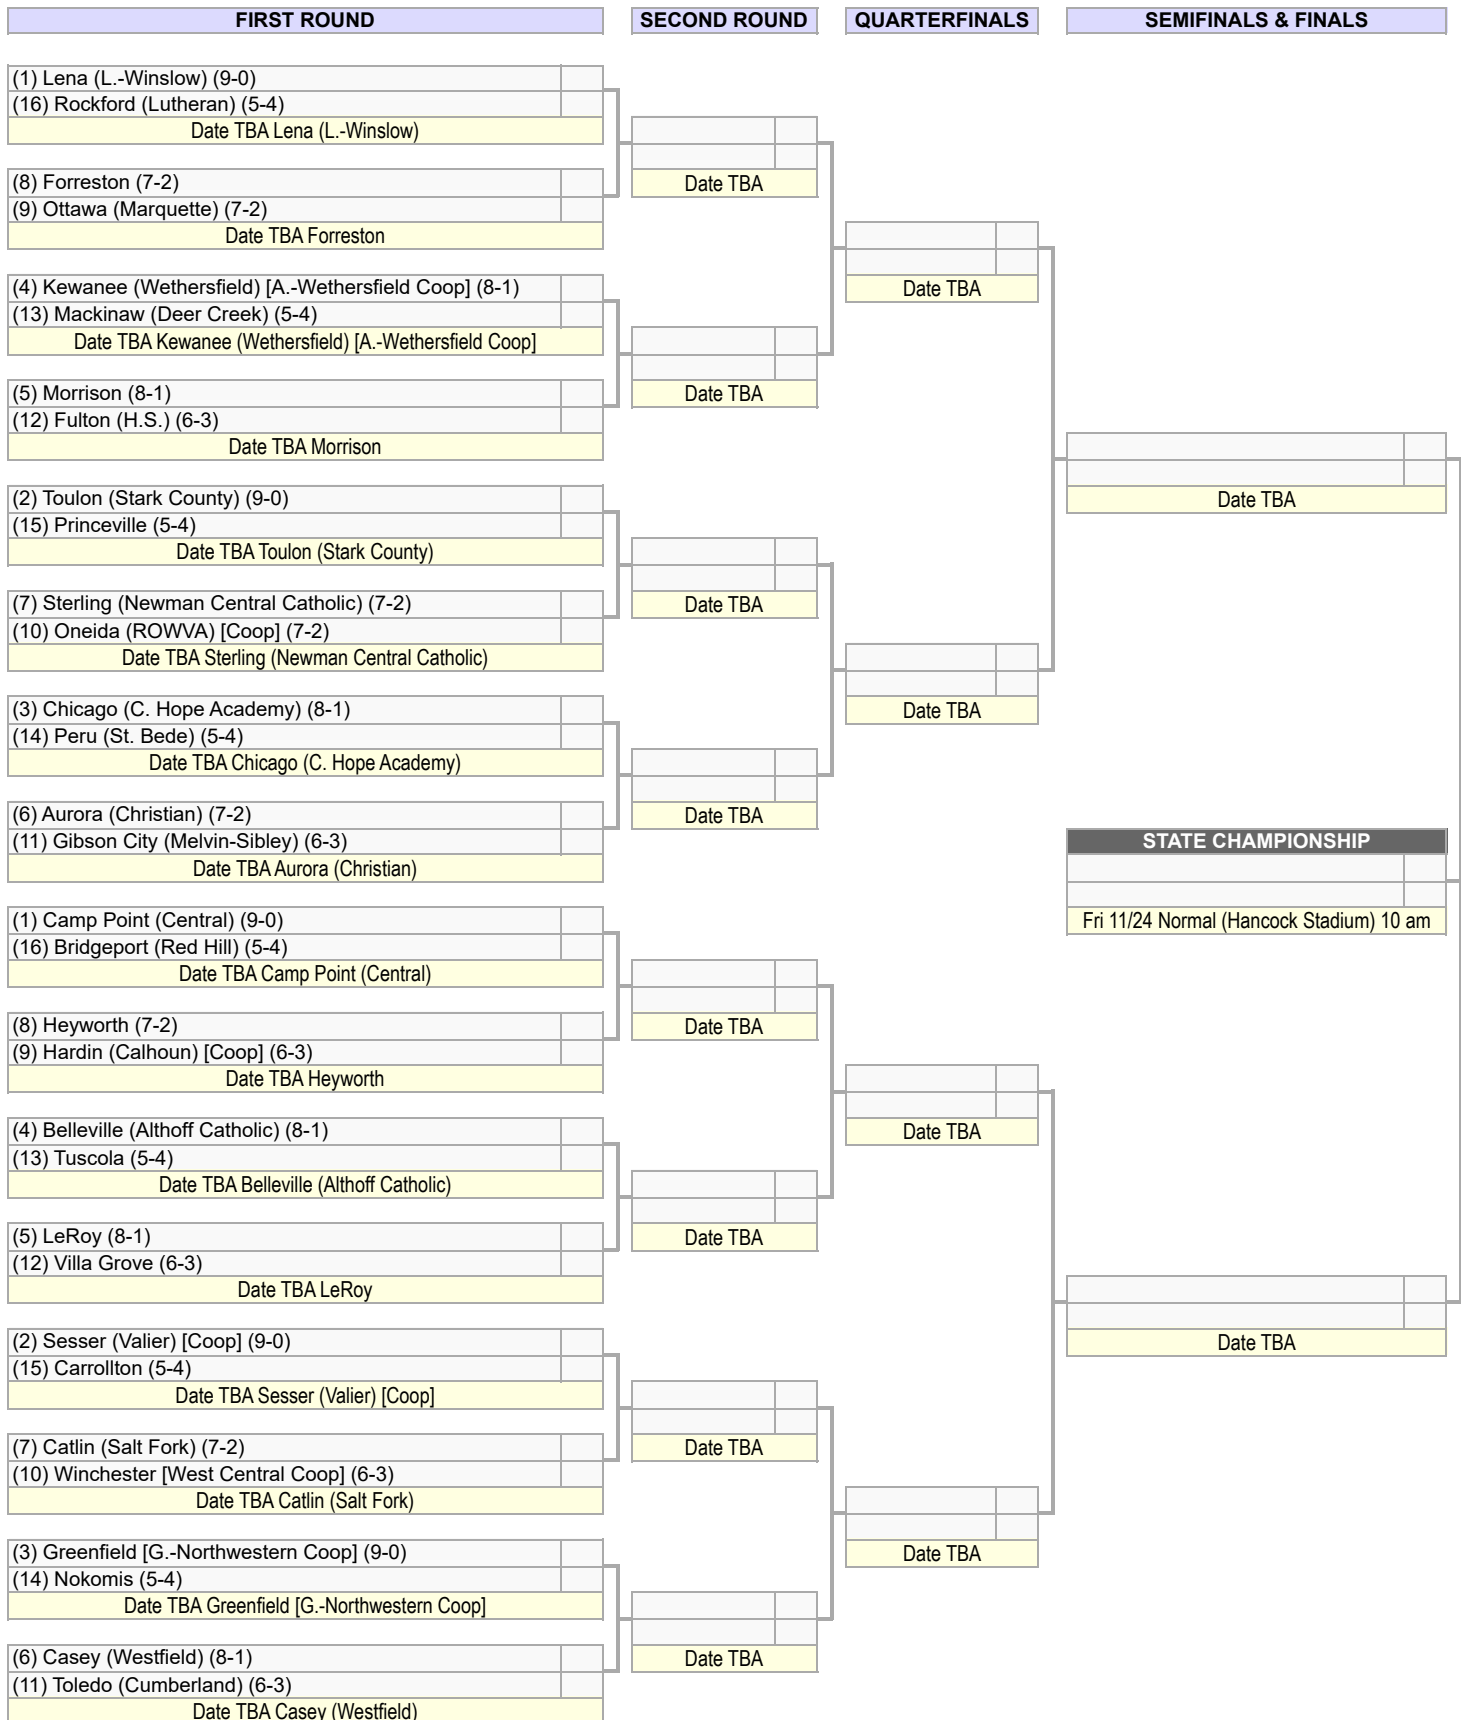 FIRST ROUND
SECOND ROUND
QUARTERFINALS
SEMIFINALS & FINALS
(1) Lena (L.-Winslow) (9-0)
(16) Rockford (Lutheran) (5-4)
Date TBA Lena (L.-Winslow)
(8) Forreston (7-2)
(9) Ottawa (Marquette) (7-2)
Date TBA Forreston
(4) Kewanee (Wethersfield) [A.-Wethersfield Coop] (8-1)
(13) Mackinaw (Deer Creek) (5-4)
Date TBA Kewanee (Wethersfield) [A.-Wethersfield Coop]
(5) Morrison (8-1)
(12) Fulton (H.S.) (6-3)
Date TBA Morrison
(2) Toulon (Stark County) (9-0)
(15) Princeville (5-4)
Date TBA Toulon (Stark County)
(7) Sterling (Newman Central Catholic) (7-2)
(10) Oneida (ROWVA) [Coop] (7-2)
Date TBA Sterling (Newman Central Catholic)
(3) Chicago (C. Hope Academy) (8-1)
(14) Peru (St. Bede) (5-4)
Date TBA Chicago (C. Hope Academy)
(6) Aurora (Christian) (7-2)
(11) Gibson City (Melvin-Sibley) (6-3)
Date TBA Aurora (Christian)
(1) Camp Point (Central) (9-0)
(16) Bridgeport (Red Hill) (5-4)
Date TBA Camp Point (Central)
(8) Heyworth (7-2)
(9) Hardin (Calhoun) [Coop] (6-3)
Date TBA Heyworth
(4) Belleville (Althoff Catholic) (8-1)
(13) Tuscola (5-4)
Date TBA Belleville (Althoff Catholic)
(5) LeRoy (8-1)
(12) Villa Grove (6-3)
Date TBA LeRoy
(2) Sesser (Valier) [Coop] (9-0)
(15) Carrollton (5-4)
Date TBA Sesser (Valier) [Coop]
(7) Catlin (Salt Fork) (7-2)
(10) Winchester [West Central Coop] (6-3)
Date TBA Catlin (Salt Fork)
(3) Greenfield [G.-Northwestern Coop] (9-0)
(14) Nokomis (5-4)
Date TBA Greenfield [G.-Northwestern Coop]
(6) Casey (Westfield) (8-1)
(11) Toledo (Cumberland) (6-3)
Date TBA Casey (Westfield)
Date TBA
Date TBA
Date TBA
Date TBA
Date TBA
Date TBA
Date TBA
Date TBA
Date TBA
Date TBA
Date TBA
Date TBA
Date TBA
STATE CHAMPIONSHIP
Fri 11/24 Normal (Hancock Stadium) 10 am
Date TBA